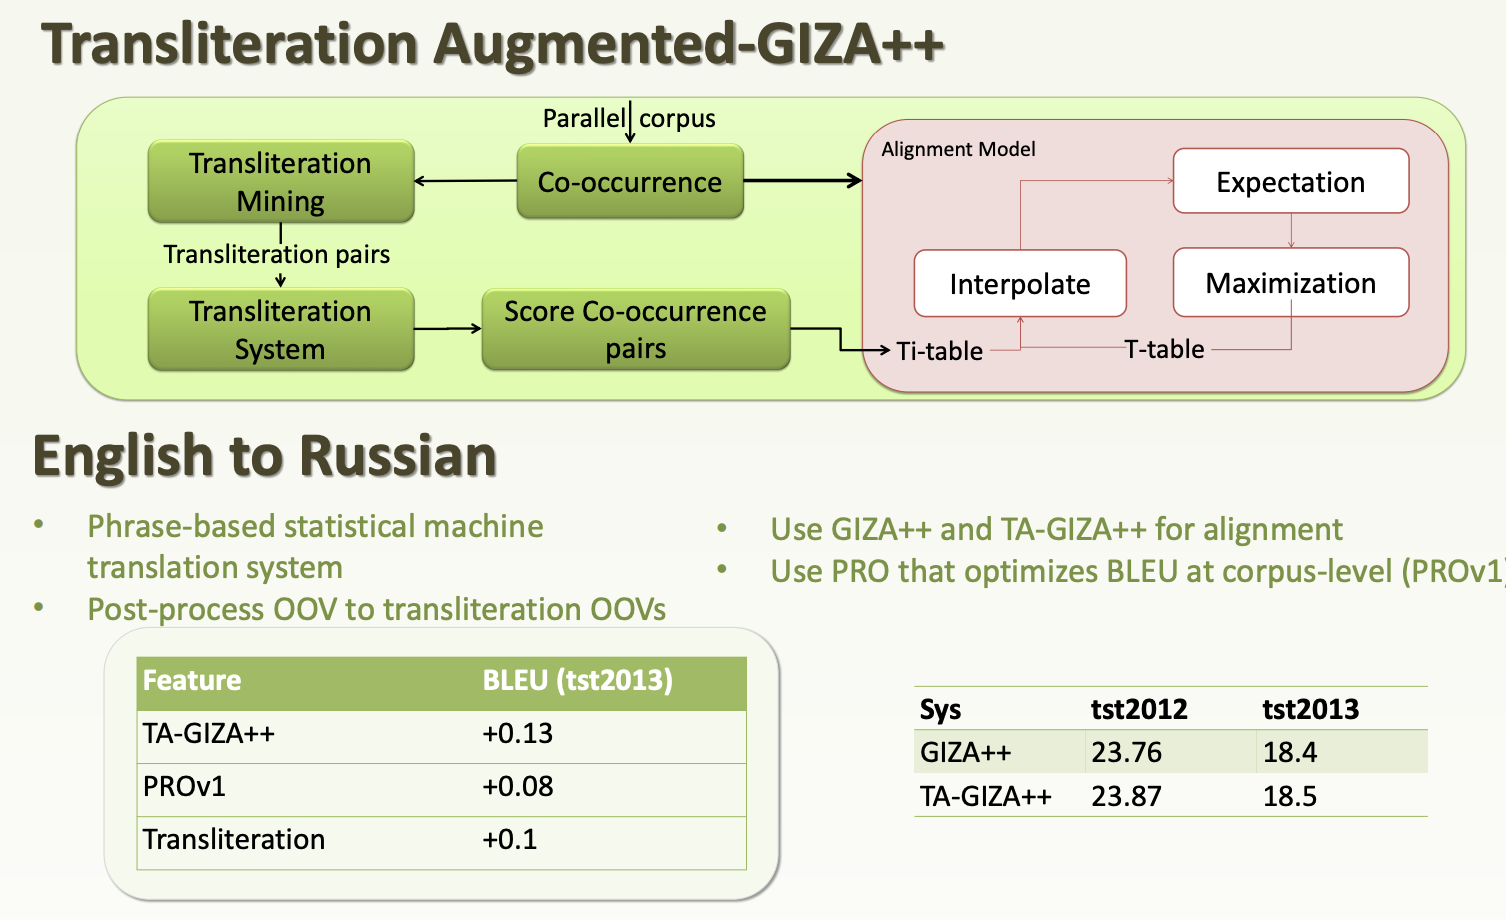 Transliteration Augmented-GIZA++
Parallel corpus
Transliteration
Mining
Co-occurrence
Alignment Model
Expectation
Transliteration pairs
Interpolate
Maximization
Transliteration
System
Score Co-occurrence
pairs
Ti-table
T-table
English to Russian
• Phrase-based statistical machine
translation system
• Post-process OOV to transliteration OOVs
• Use GIZA++ and TA-GIZA++ for alignment
• Use PRO that optimizes BLEU at corpus-level (PROv1)
Feature BLEU (tst2013)
TA-GIZA++ +0.13
PROv1 +0.08
Transliteration +0.1
Sys tst2012 tst2013
GIZA++ 23.76 18.4
TA-GIZA++ 23.87 18.5